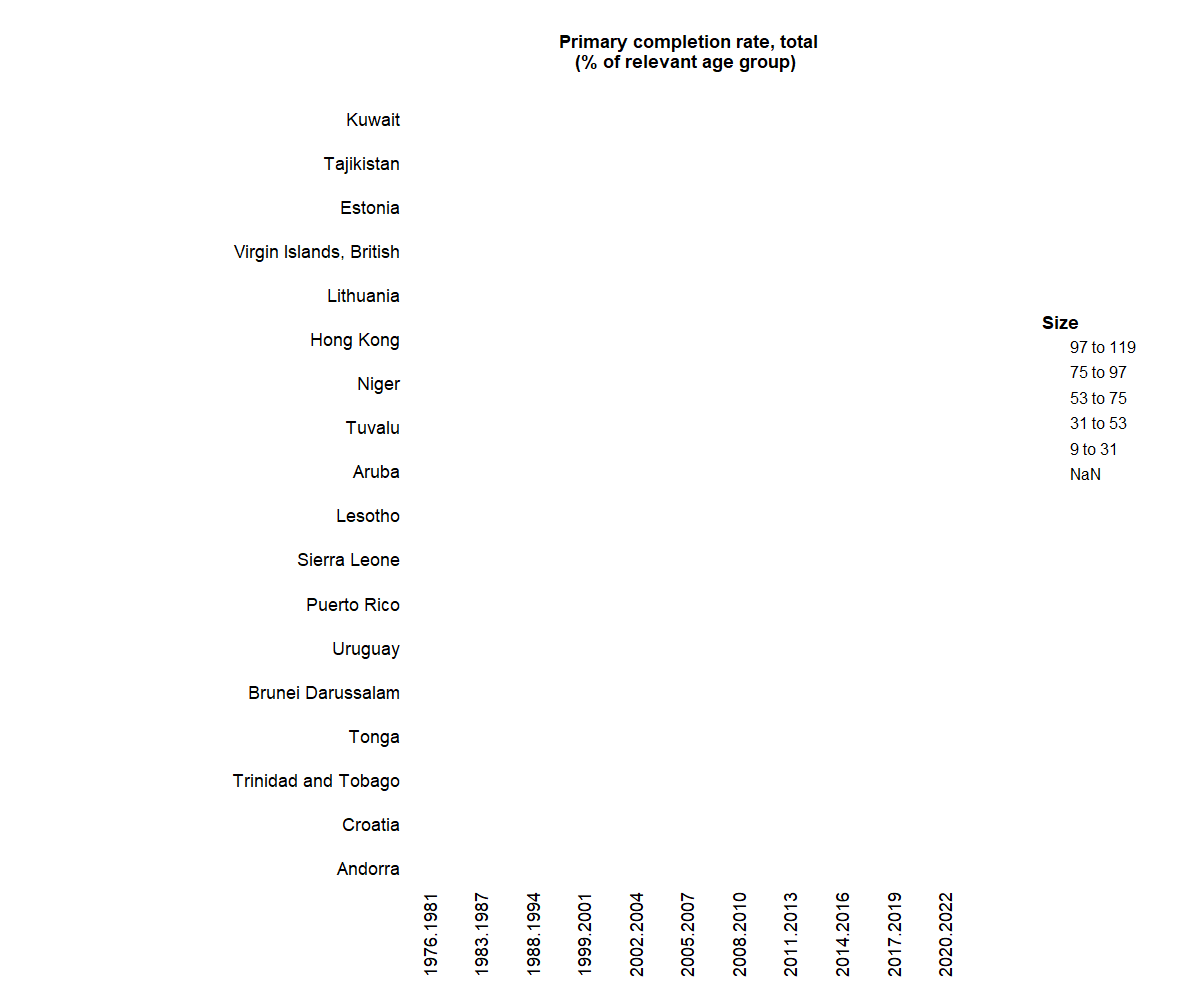 Primary completion rate, total
(% of relevant age group)
Kuwait
Tajikistan
Estonia
Virgin Islands, British
Lithuania
Hong Kong
Niger
Tuvalu
Aruba
Lesotho
Sierra Leone
Puerto Rico
Uruguay
Brunei Darussalam
Tonga
Trinidad and Tobago
Croatia
Andorra
1976.1981
1983.1987
1988.1994
1999.2001
2002.2004
2005.2007
2008.2010
2011.2013
2014.2016
2017.2019
2020.2022
Size
97 to 119
75 to 97
53 to 75
31 to 53
9 to 31
NaN